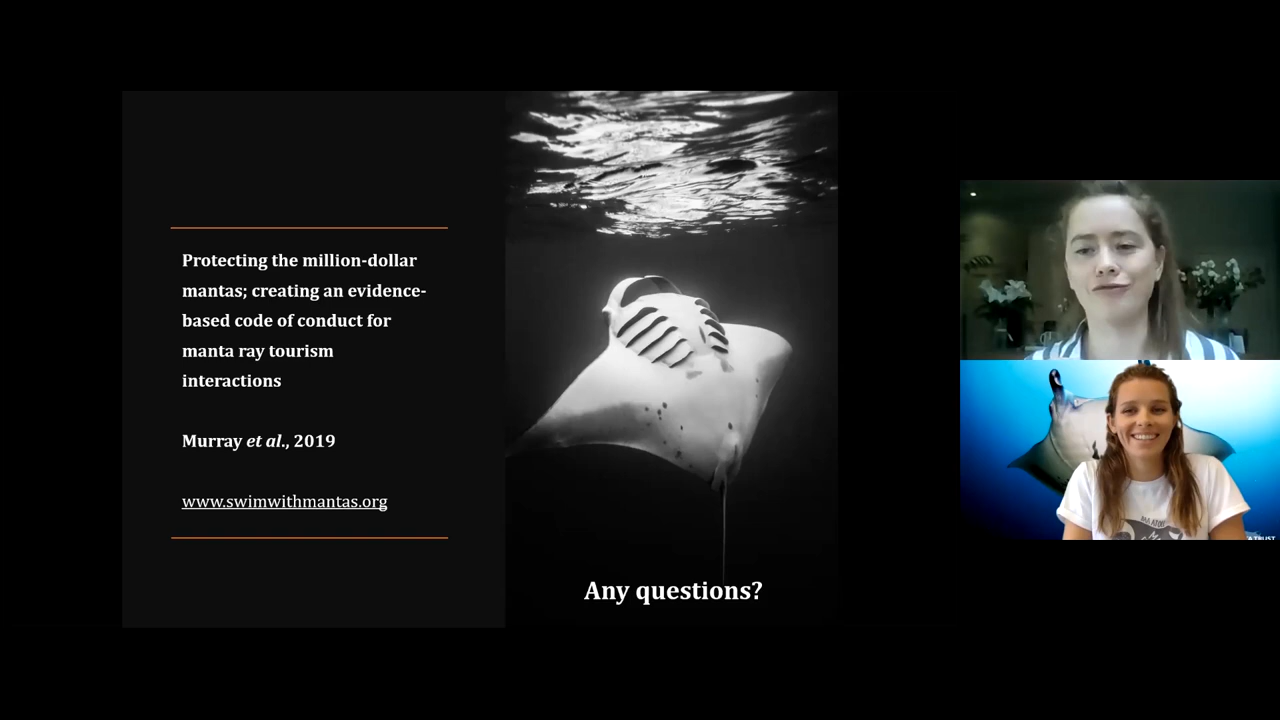 Protecting the million-dollar
mantas; creating an evidence-
based code of conduct for
manta ray tourism
interactions
Murray et al., 2019
www.swimwithmantas.org
Any questions?
TRUST